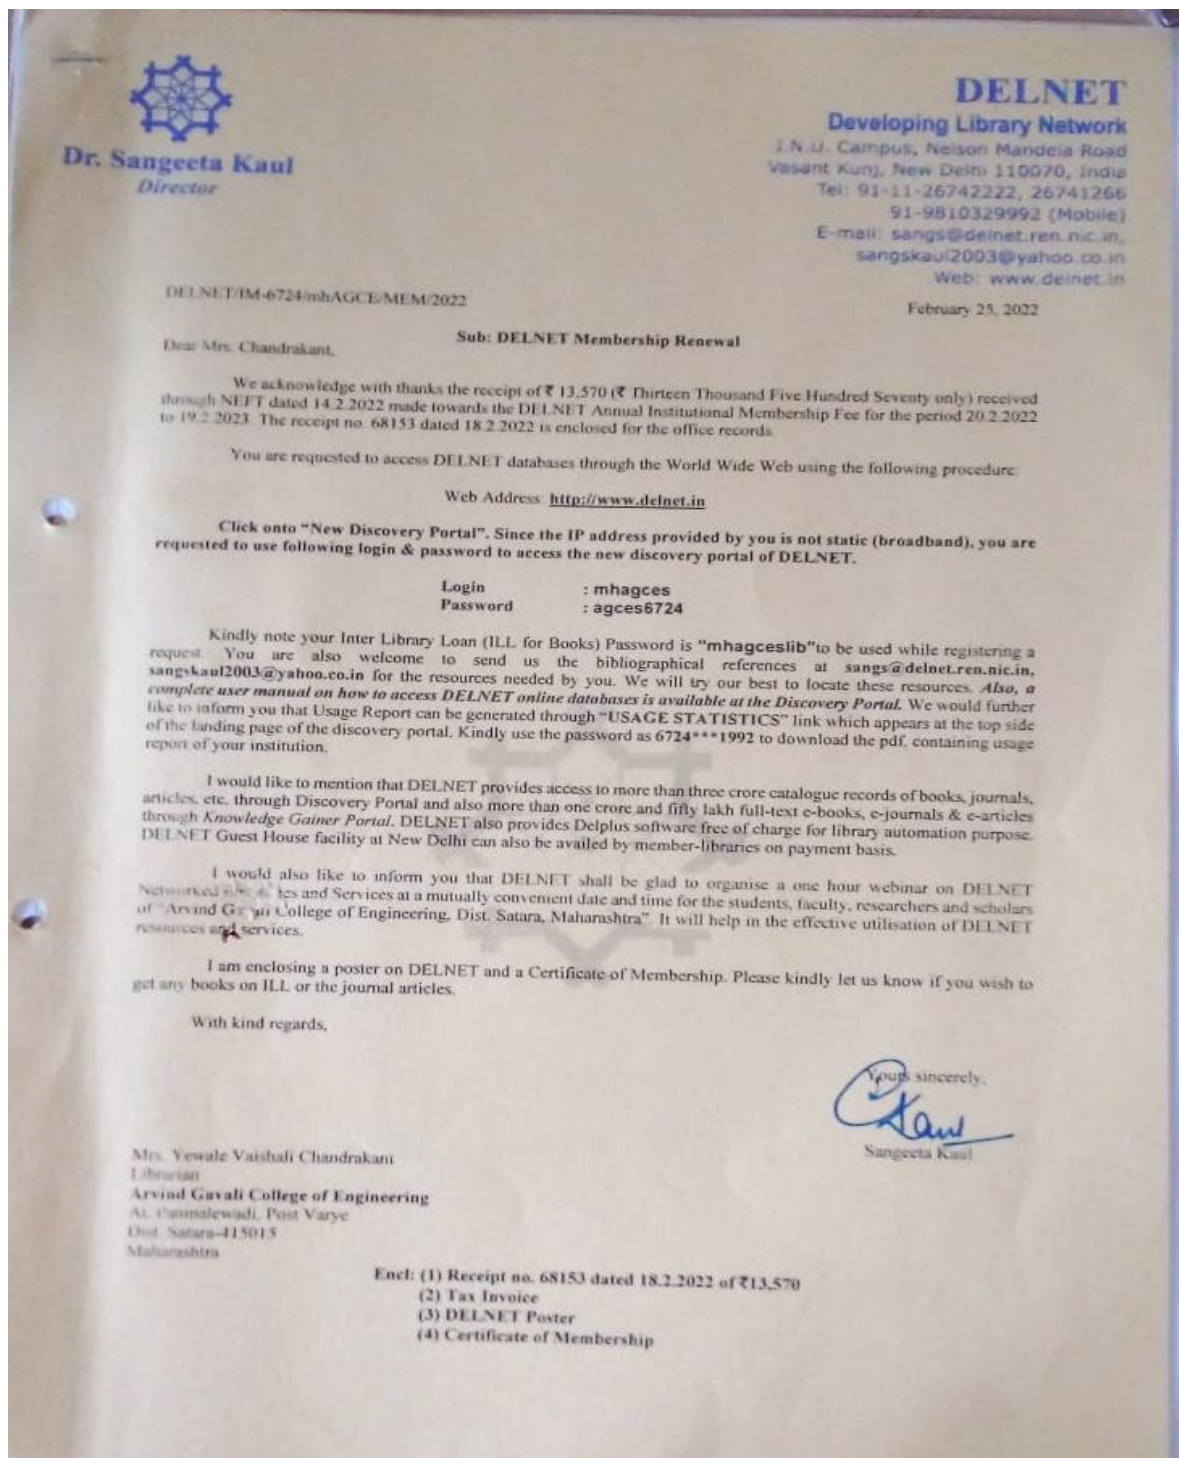 Dr. Sangeeta Kaul
Director
DELNET
Developing Library Network
J.N.U. Campus, Nelson Mandela Road
Vasant Kunj, New Delhi 110070, India
Tel: 91-11-26742222, 26741266
91-9810329992 (Mobile)
E-mail: sangs@delnet.ren.nic.in,
sangskaul2003@yahoo.co.in
Web: www.delnet.in
DELNET/IM-6724/mhAGCE/MEM/2022
February 25, 2022
Sub: DELNET Membership Renewal
Dear Mrs. Chandrakant,
We acknowledge with thanks the receipt of ₹ 13,570 (₹ Thirteen Thousand Five Hundred Seventy only) received
through NEFT dated 14.2.2022 made towards the DELNET Annual Institutional Membership Fee for the period 20.2.2022
to 19.2.2023. The receipt no. 68153 dated 18.2.2022 is enclosed for the office records.
You are requested to access DELNET databases through the World Wide Web using the following procedure:
Web Address: http://www.delnet.in
Click onto “New Discovery Portal”. Since the IP address provided by you is not static (broadband), you are
requested to use following login & password to access the new discovery portal of DELNET.
Login : mhagces
Password : agces6724
Kindly note your Inter Library Loan (ILL for Books) Password is "mhagceslib"to be used while registering a
request. You are also welcome to send us the bibliographical references at sangs@delnet.ren.nic.in,
sangskaul2003@yahoo.co.in for the resources needed by you. We will try our best to locate these resources. Also, a
complete user manual on how to access DELNET online databases is available at the Discovery Portal. We would further
like to inform you that Usage Report can be generated through “USAGE STATISTICS” link which appears at the top side
of the landing page of the discovery portal. Kindly use the password as 6724***1992 to download the pdf, containing usage
report of your institution.
I would like to mention that DELNET provides access to more than three crore catalogue records of books, journals,
articles, etc. through Discovery Portal and also more than one crore and fifty lakh full-text e-books, e-journals & e-articles
through Knowledge Gainer Portal. DELNET also provides Delplus software free of charge for library automation purpose.
DELNET Guest House facility at New Delhi can also be availed by member-libraries on payment basis.
I would also like to inform you that DELNET shall be glad to organise a one hour webinar on DELNET
Networked and Services at a mutually convenient date and time for the students, faculty, researchers and scholars
of “Arvind College of Engineering, Dist. Satara, Maharashtra”. It will help in the effective utilisation of DELNET
resources and services.
I am enclosing a poster on DELNET and a Certificate of Membership. Please kindly let us know if you wish to
get any books on ILL or the journal articles.
With kind regards,
Yours sincerely,
Kaul
Sangeeta Kaul
Mrs. Yewale Vaishali Chandrakant
Librarian
Arvind Gavali College of Engineering
At. Panmalewadi, Post Varye
Dist. Satara-415015
Maharashtra
Encl: (1) Receipt no. 68153 dated 18.2.2022 of ₹13,570
(2) Tax Invoice
(3) DELNET Poster
(4) Certificate of Membership